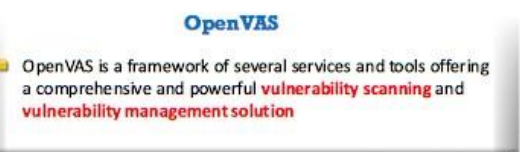 OpenVAS
OpenVAS is a framework of several services and tools offering
a comprehensive and powerful vulnerability scanning and
vulnerability management solution